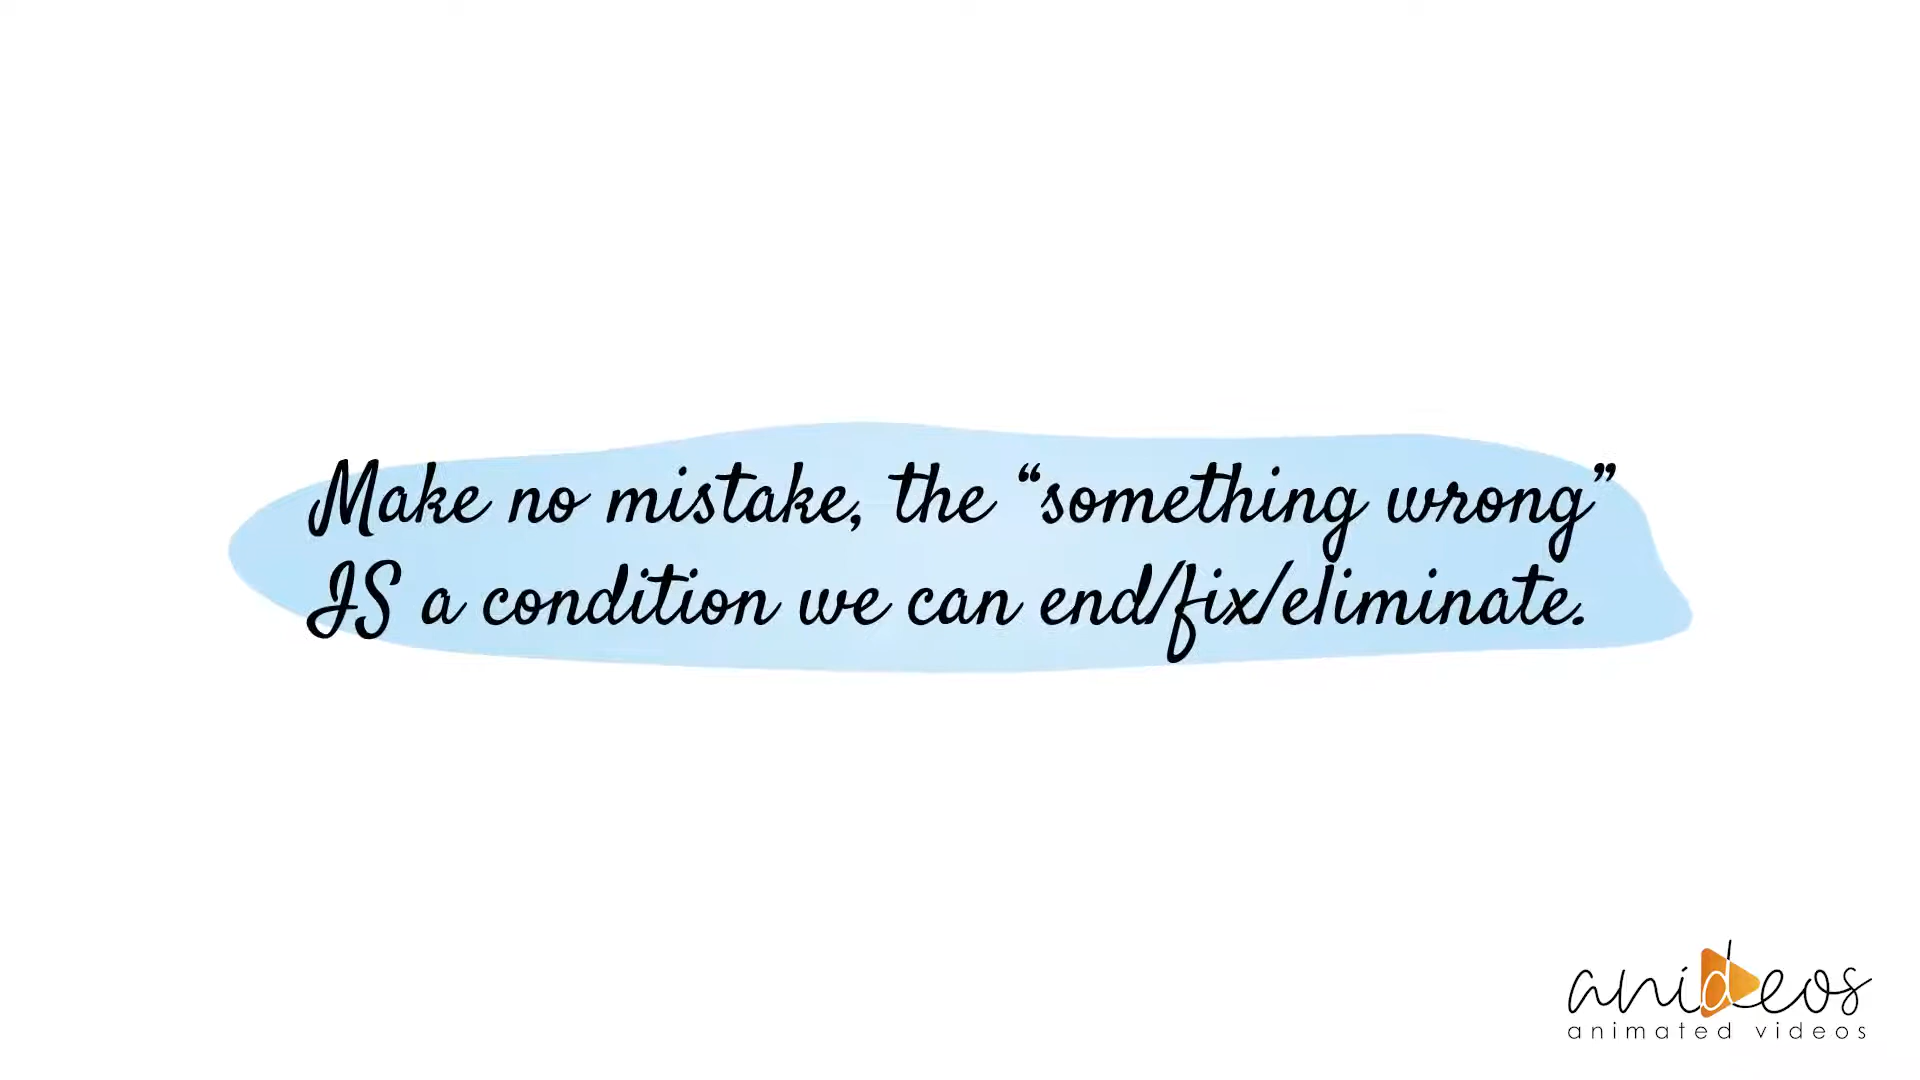 Make no mistake, the “something wrong”
IS a condition we can end/fix/eliminate.
anideos
animated videos